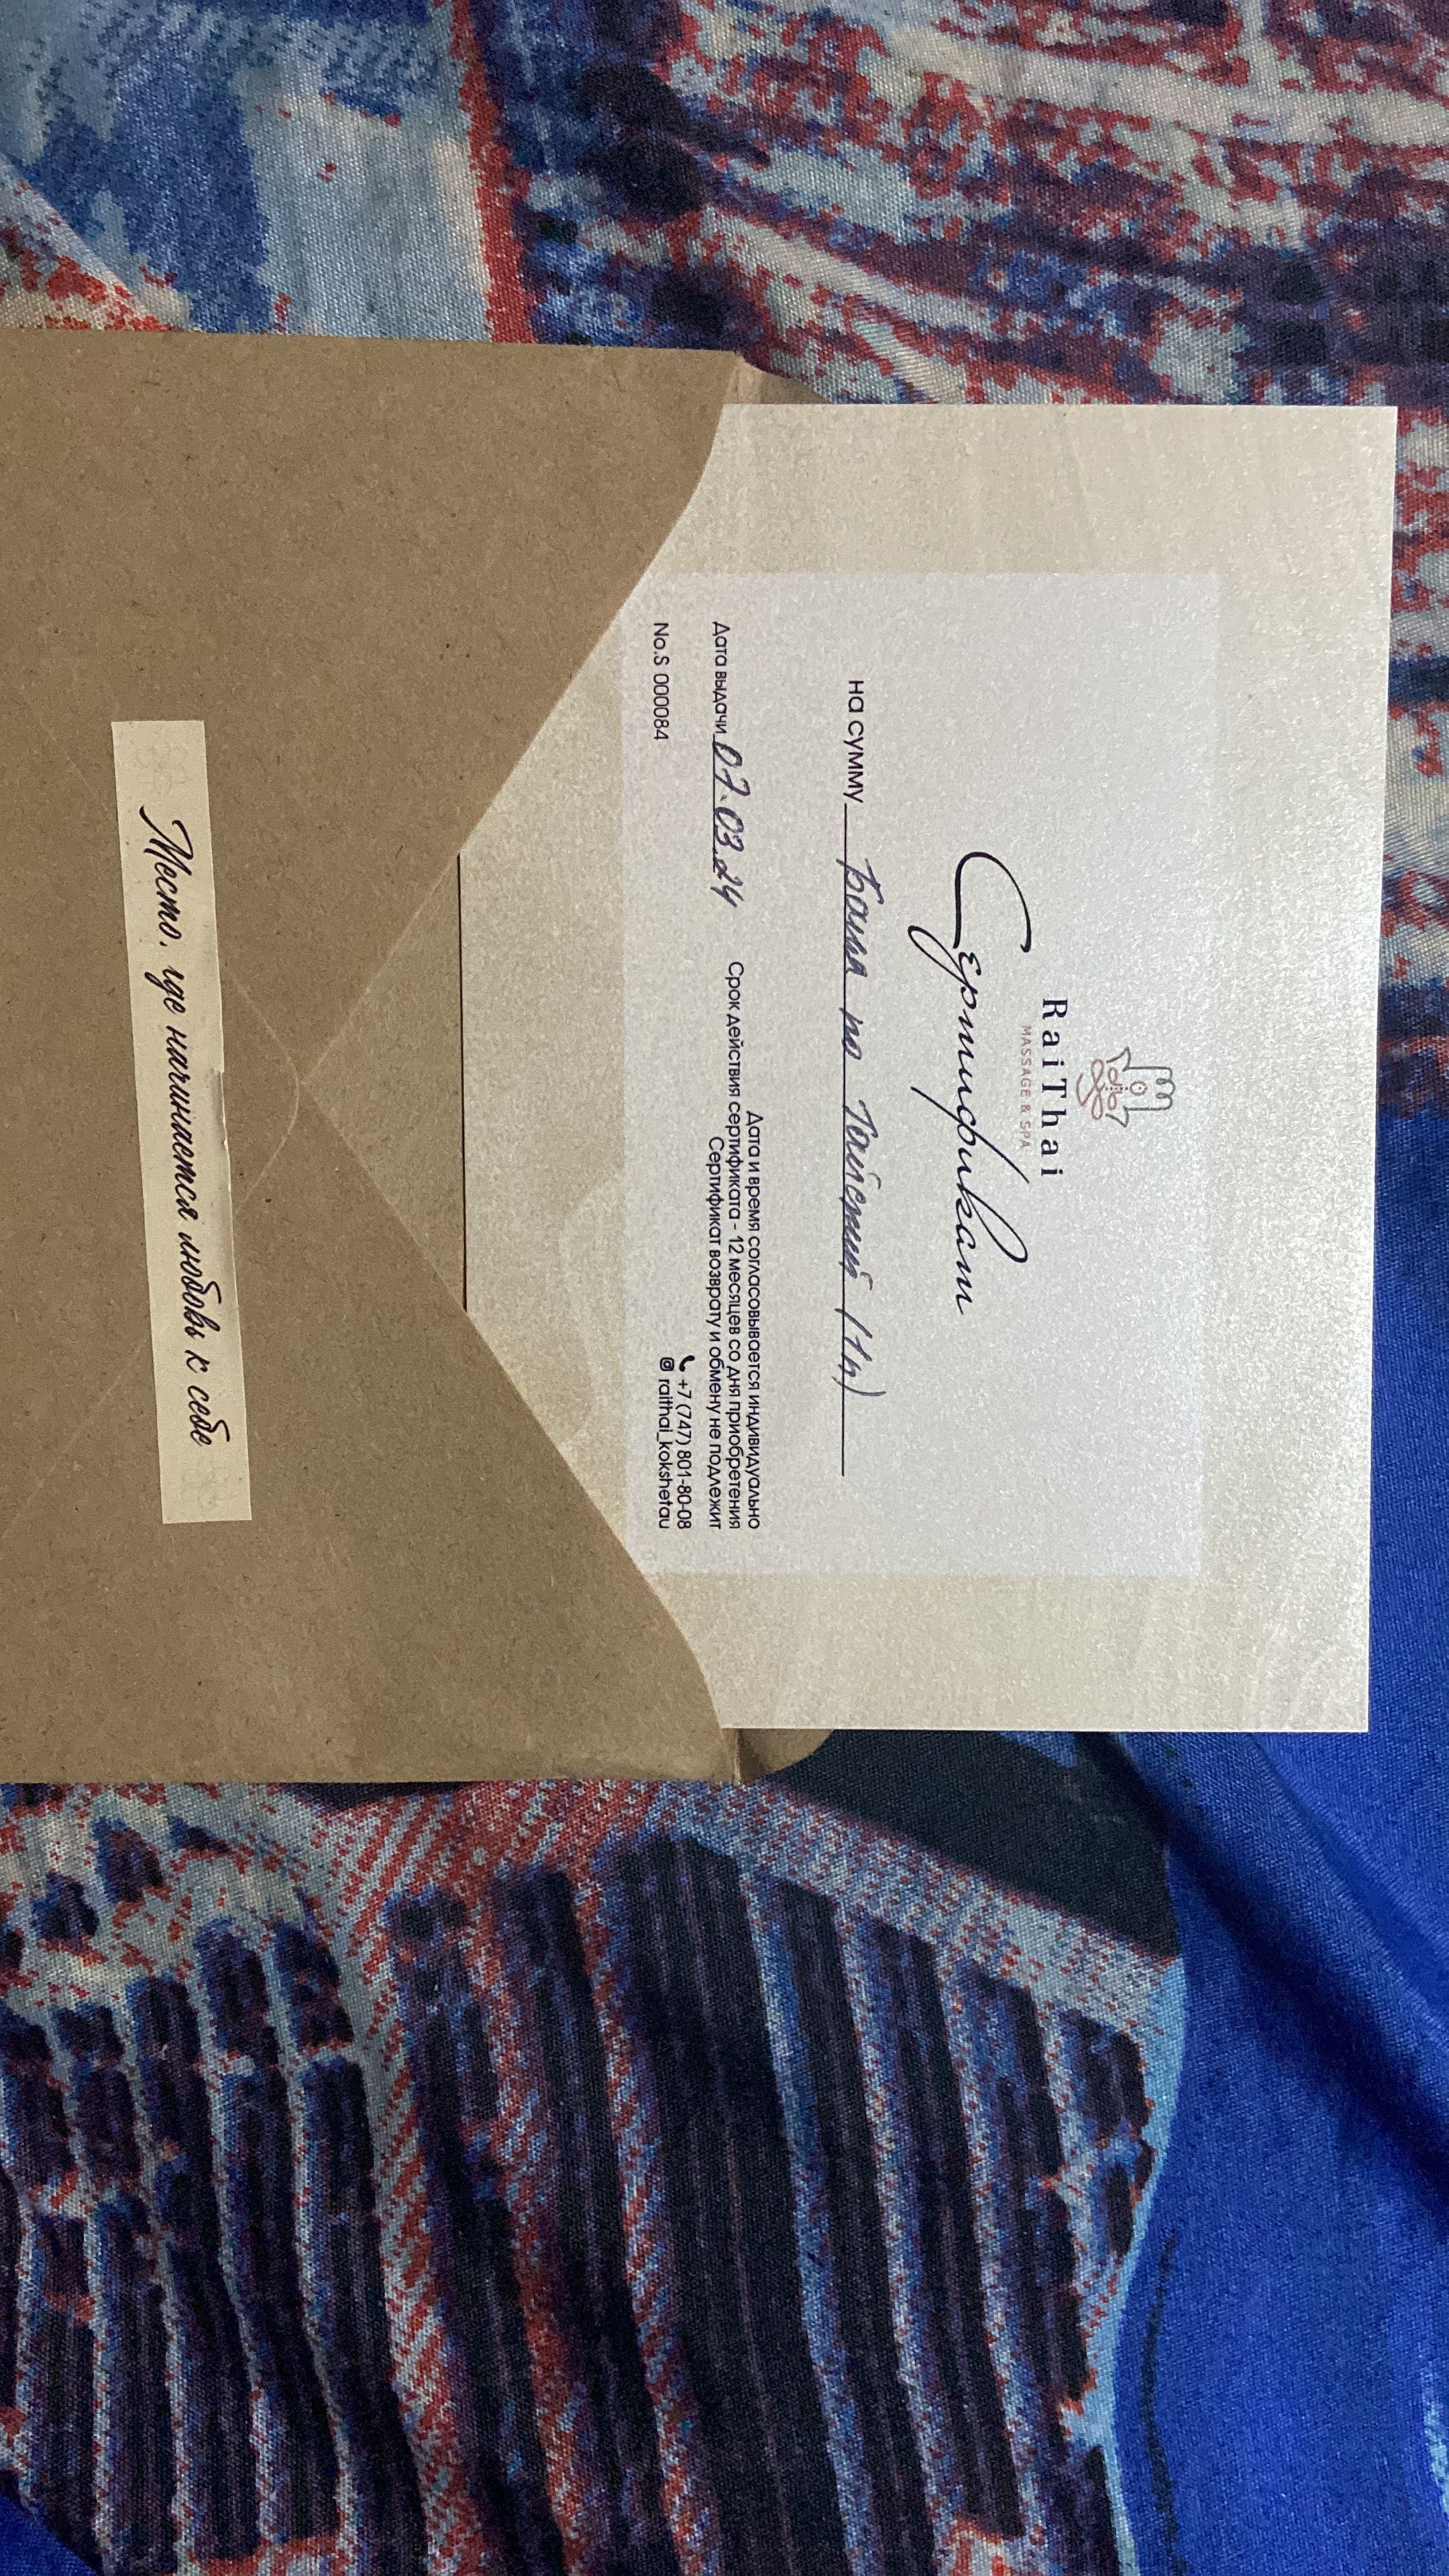 RaiThai
MASSAGE & SPA
Сертификат
на сумму Бама по Тайский (1ч)
Дата и время согласовывается индивидуально
Дата выдачи 07.03.24 Срок действия сертификата - 12 месяцев со дня приобретения
Сертификат возврату и обмену не подлежит
No.S 000084
+7 (747) 801-80-08
raithai_kokshetau
Место, где начинается любовь к себе